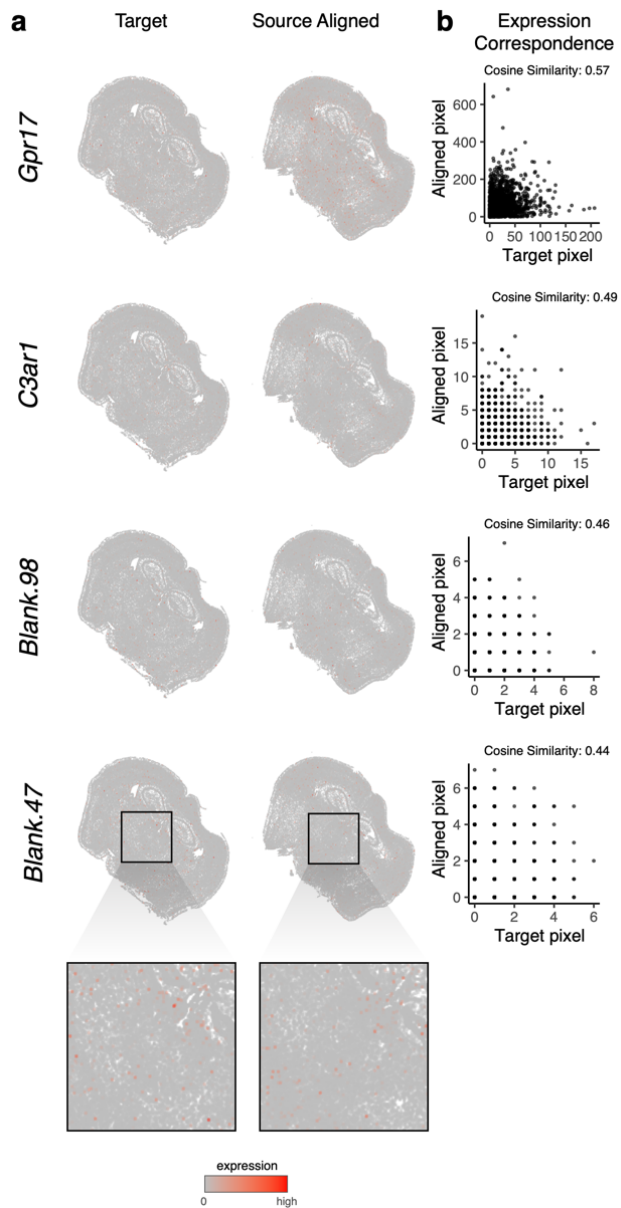 a
Target
Source Aligned
b
Expression
Correspondence
Gpr17
Cosine Similarity: 0.57
Aligned pixel
600
400
200
0
0 50 100 150 200
Target pixel
C3ar1
Cosine Similarity: 0.49
Aligned pixel
15
10
5
0
0 5 10 15
Target pixel
Blank.98
Cosine Similarity: 0.46
Aligned pixel
6
4
2
0
0 2 4 6 8
Target pixel
Blank.47
Cosine Similarity: 0.44
Aligned pixel
6
4
2
0
0 2 4 6
Target pixel
expression
0 high